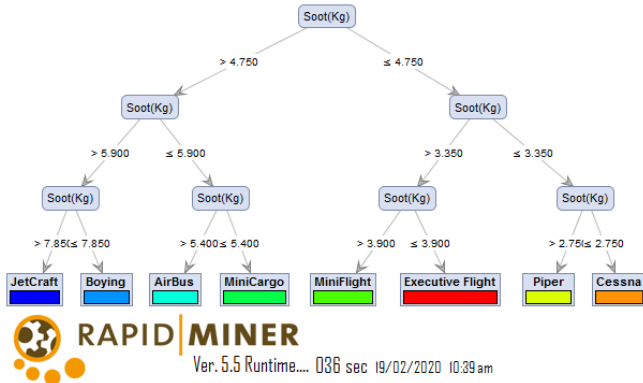 Soot(Kg)
> 4.750 ≤ 4.750
Soot(Kg) Soot(Kg)
> 5.900 ≤ 5.900 > 3.350 ≤ 3.350
Soot(Kg) Soot(Kg) Soot(Kg) Soot(Kg)
> 7.850 ≤ 7.850 > 5.400 ≤ 5.400 > 3.900 ≤ 3.900 > 2.750 ≤ 2.750
JetCraft Boying AirBus MiniCargo MiniFlight Executive Flight Piper Cessna
RAPID MINER
Ver. 5.5 Runtime.... 036 sec 19/02/2020 10:39 am